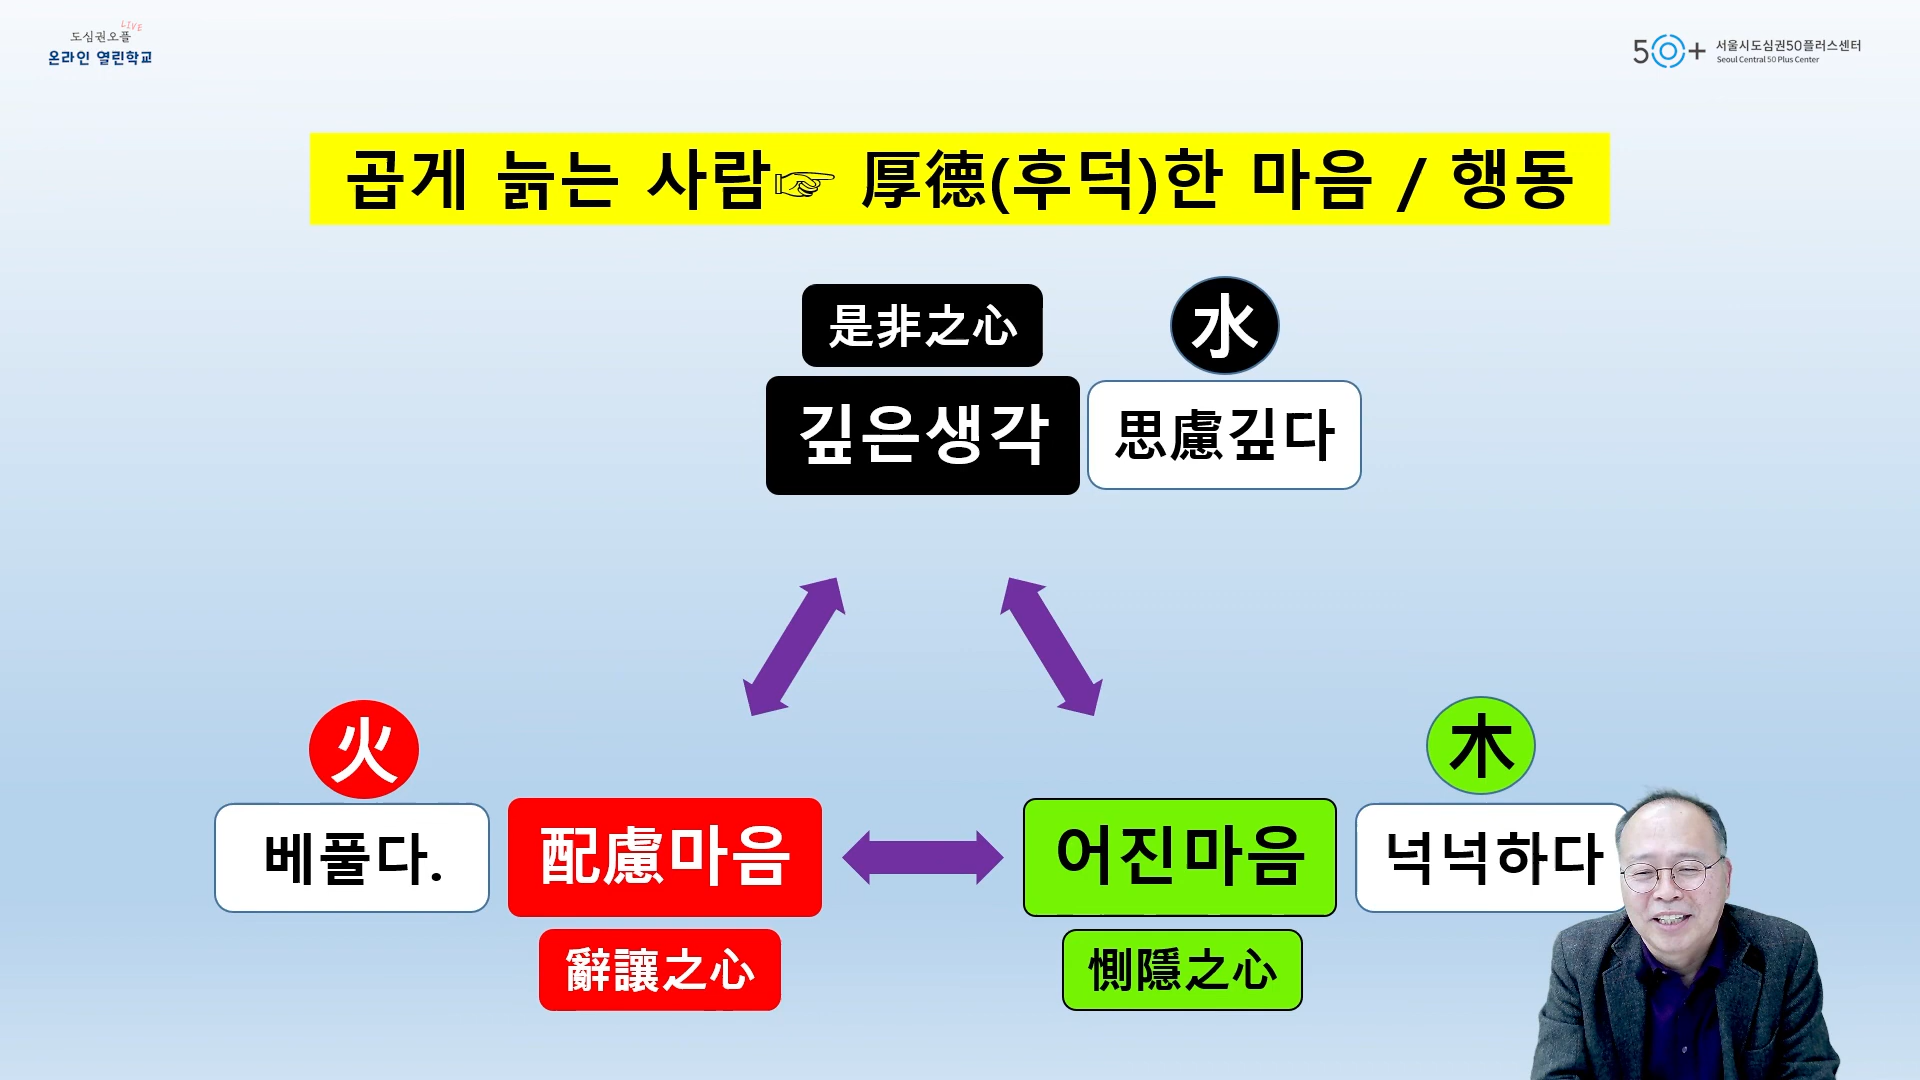 LIVE
도심권오플
온라인 열린학교
50+ 서울시도심권50플러스센터
Seoul Central 50 Plus Center
곱게 늙는 사람☞ 厚德(후덕)한 마음 / 행동
是非之心
水
깊은생각
思慮깊다
火
木
베풀다.
配慮마음
어진마음
넉넉하다
辭讓之心
惻隱之心